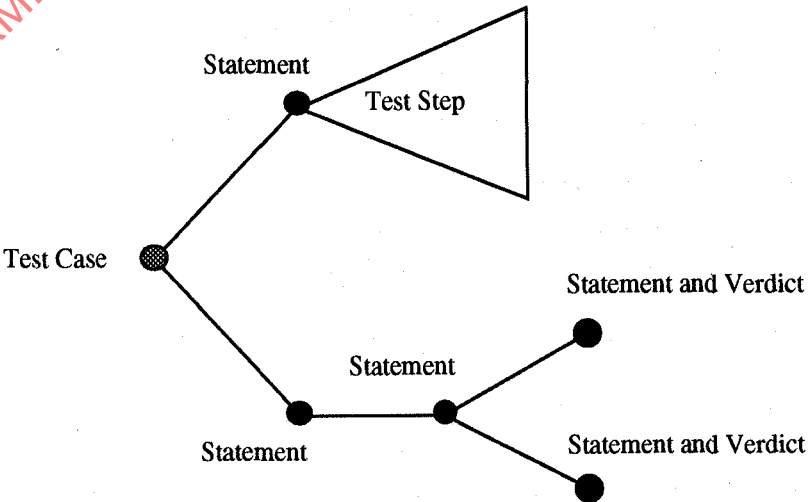 Statement
Test Step
Test Case
Statement and Verdict
Statement
Statement and Verdict
Statement